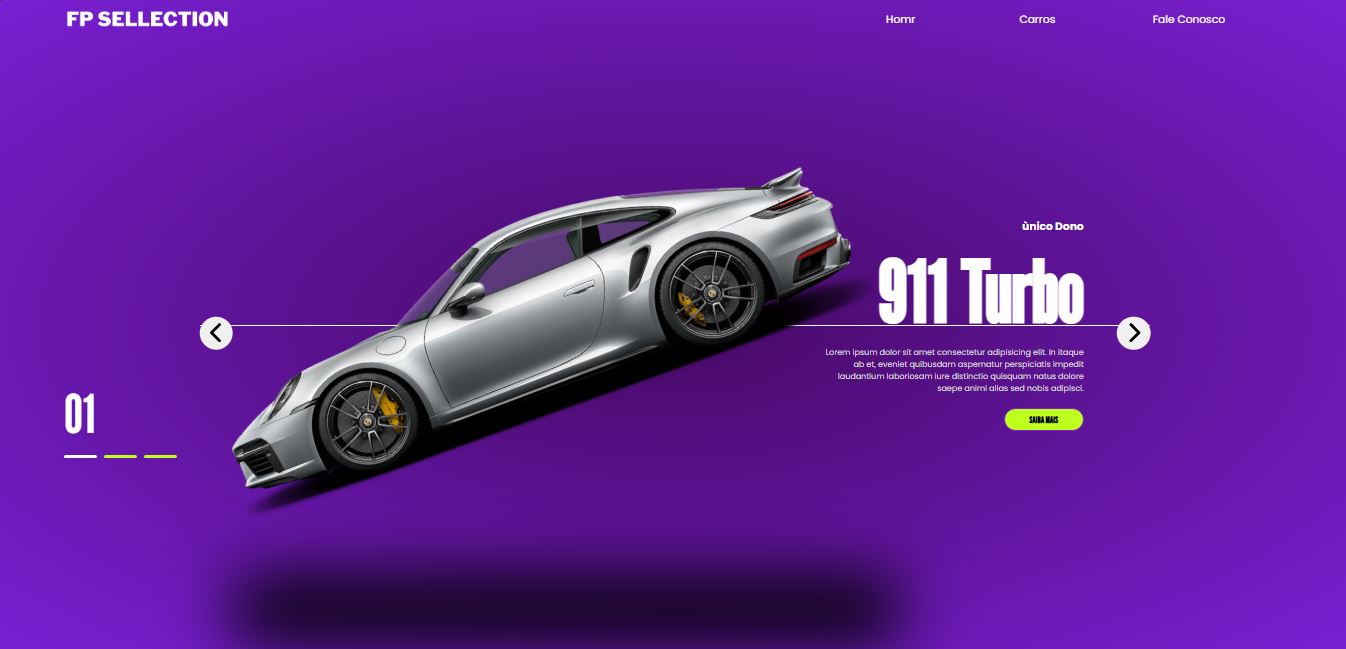 FP SELLECTION
Homr
Carros
Fale Conosco
ùnico Dono
911 Turbo
Lorem ipsum dolor sit amet consectetur adipisicing elit. In itaque
ab et, eveniet quibusdam aspernatur perspiciatis impedit
laudantium laboriosam iure distinctio quisquam natus dolore
saepe animi alias sed nobis adipisci.
SAIBA MAIS
01